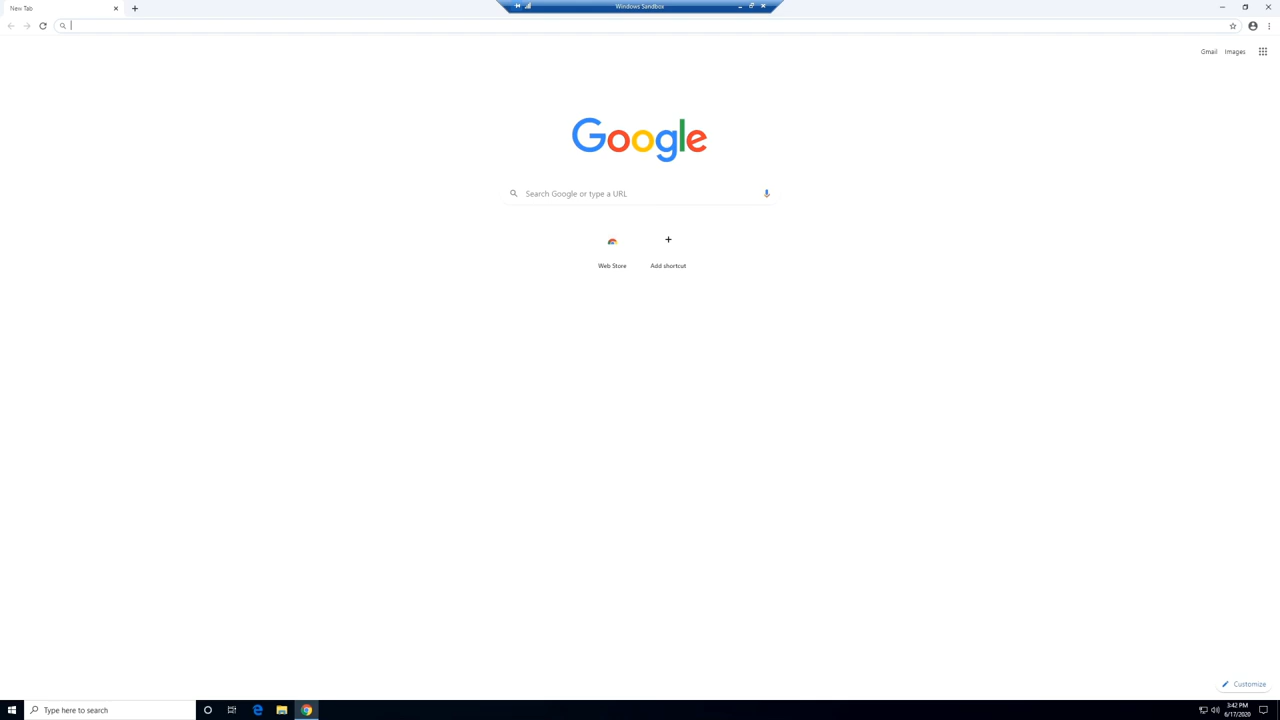 New Tab
Windows Sandbox
Gmail Images
Google
Search Google or type a URL
Web Store
Add shortcut
Customize
Type here to search
3:42 PM
6/17/2020